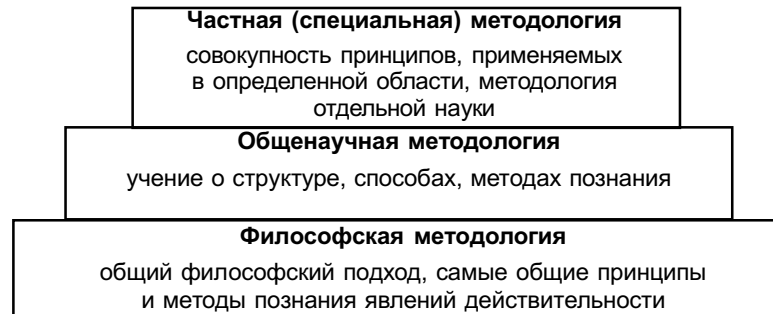 Частная (специальная) методология
совокупность принципов, применяемых
в определенной области, методология
отдельной науки
Общенаучная методология
учение о структуре, способах, методах познания
Философская методология
общий философский подход, самые общие принципы
и методы познания явлений действительности